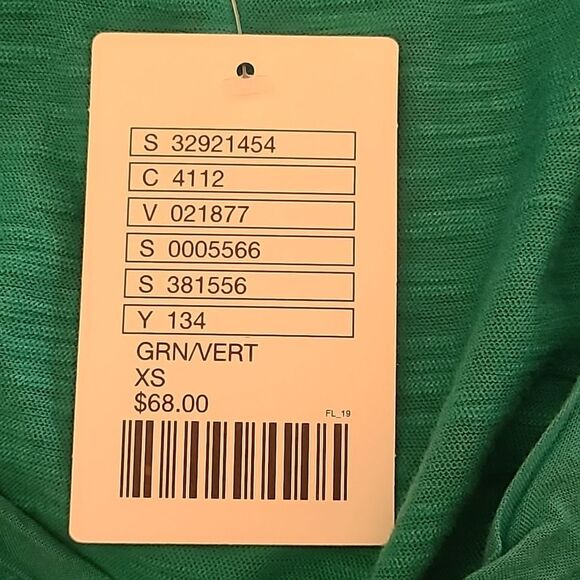 S 32921454
C 4112
V 021877
S 0005566
S 381556
Y 134
GRN/VERT
XS
$68.00
FL_19